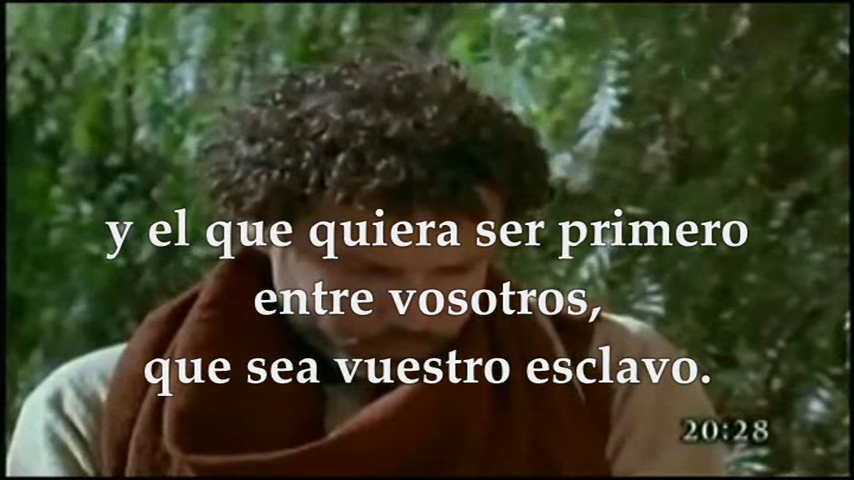 y el que quiera ser primero
entre vosotros,
que sea vuestro esclavo.
20:28